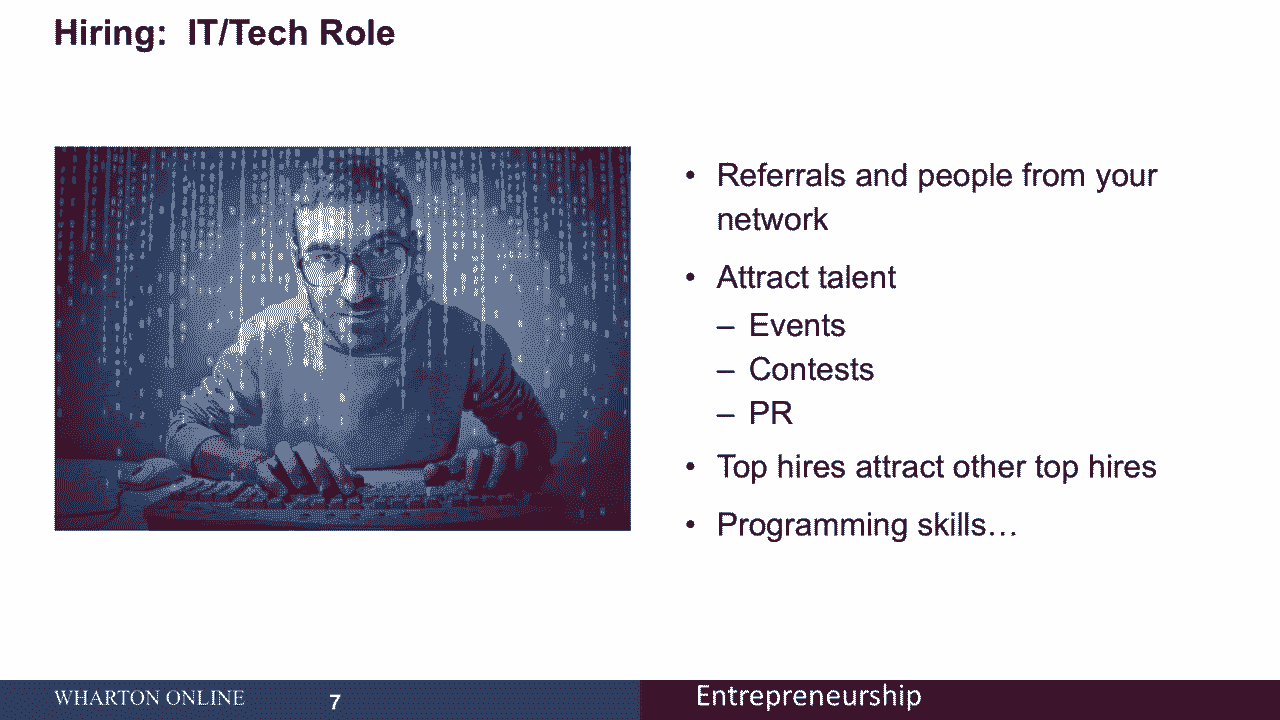 Hiring:  IT/Tech Role
• Referrals and people from your
network
• Attract talent
– Events
– Contests
– PR
• Top hires attract other top hires
• Programming skills…
WHARTON ONLINE
7
Entrepreneurship